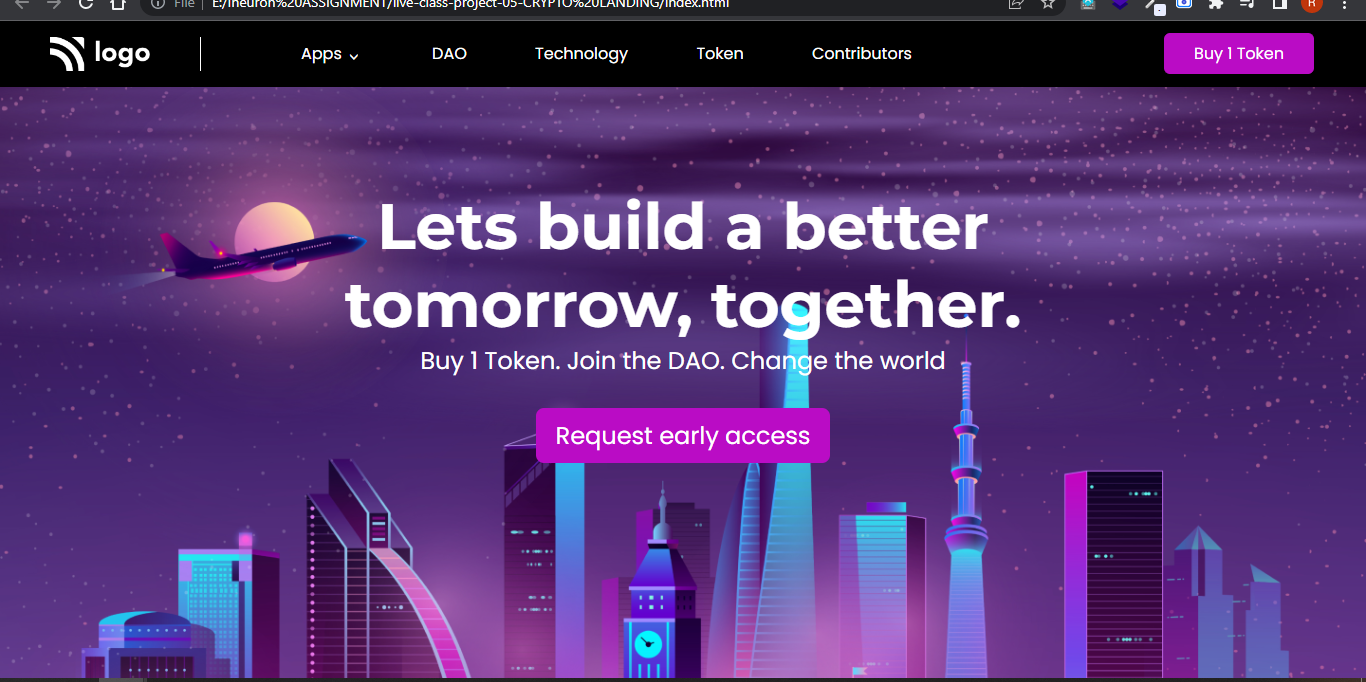 File | E:/ineuron%20ASSIGNMENT/live-class-project-05-CRYPTO%20LANDING/index.html
R
logo
Apps
DAO
Technology
Token
Contributors
Buy 1 Token
Lets build a better
tomorrow, together.
Buy 1 Token. Join the DAO. Change the world
Request early access